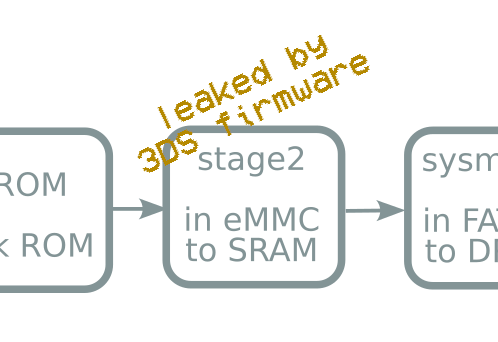 leaked by
3DS firmware
ROM
k ROM
stage2
in eMMC
to SRAM
sysm
in FA
to D